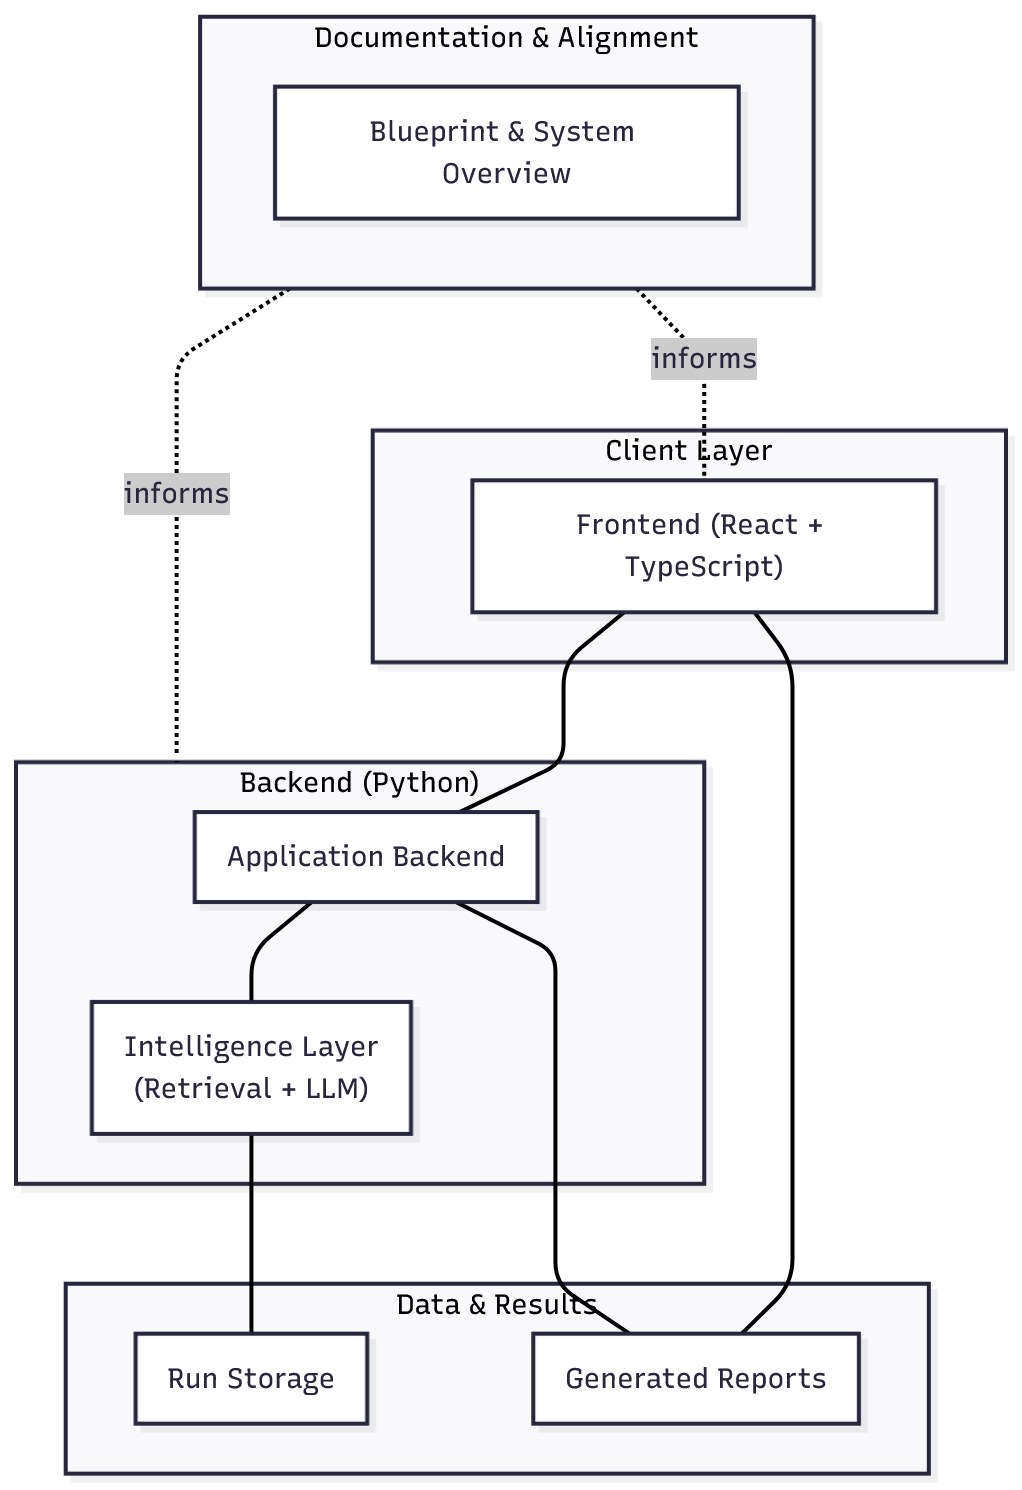 Documentation & Alignment
Blueprint & System
Overview
informs
Client Layer
informs
Frontend (React +
TypeScript)
Backend (Python)
Application Backend
Intelligence Layer
(Retrieval + LLM)
Data & Results
Run Storage
Generated Reports